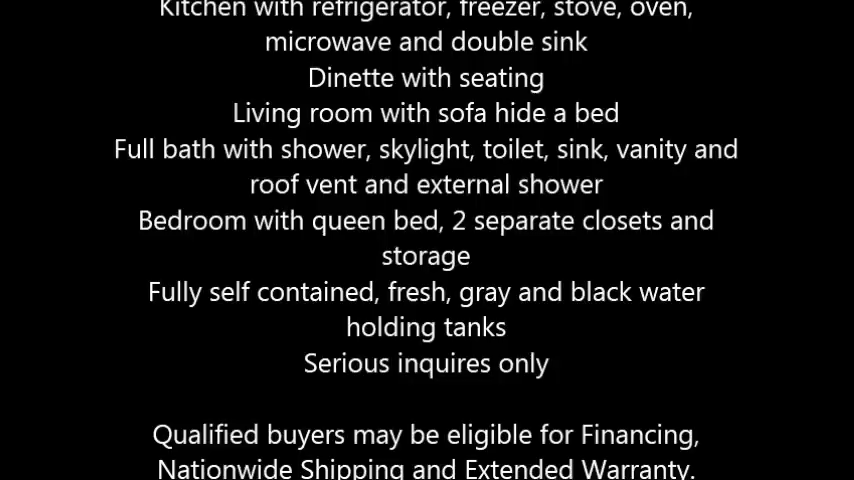 Kitchen with refrigerator, freezer, stove, oven,
microwave and double sink
Dinette with seating
Living room with sofa hide a bed
Full bath with shower, skylight, toilet, sink, vanity and
roof vent and external shower
Bedroom with queen bed, 2 separate closets and
storage
Fully self contained, fresh, gray and black water
holding tanks
Serious inquires only
Qualified buyers may be eligible for Financing,
Nationwide Shipping and Extended Warranty.